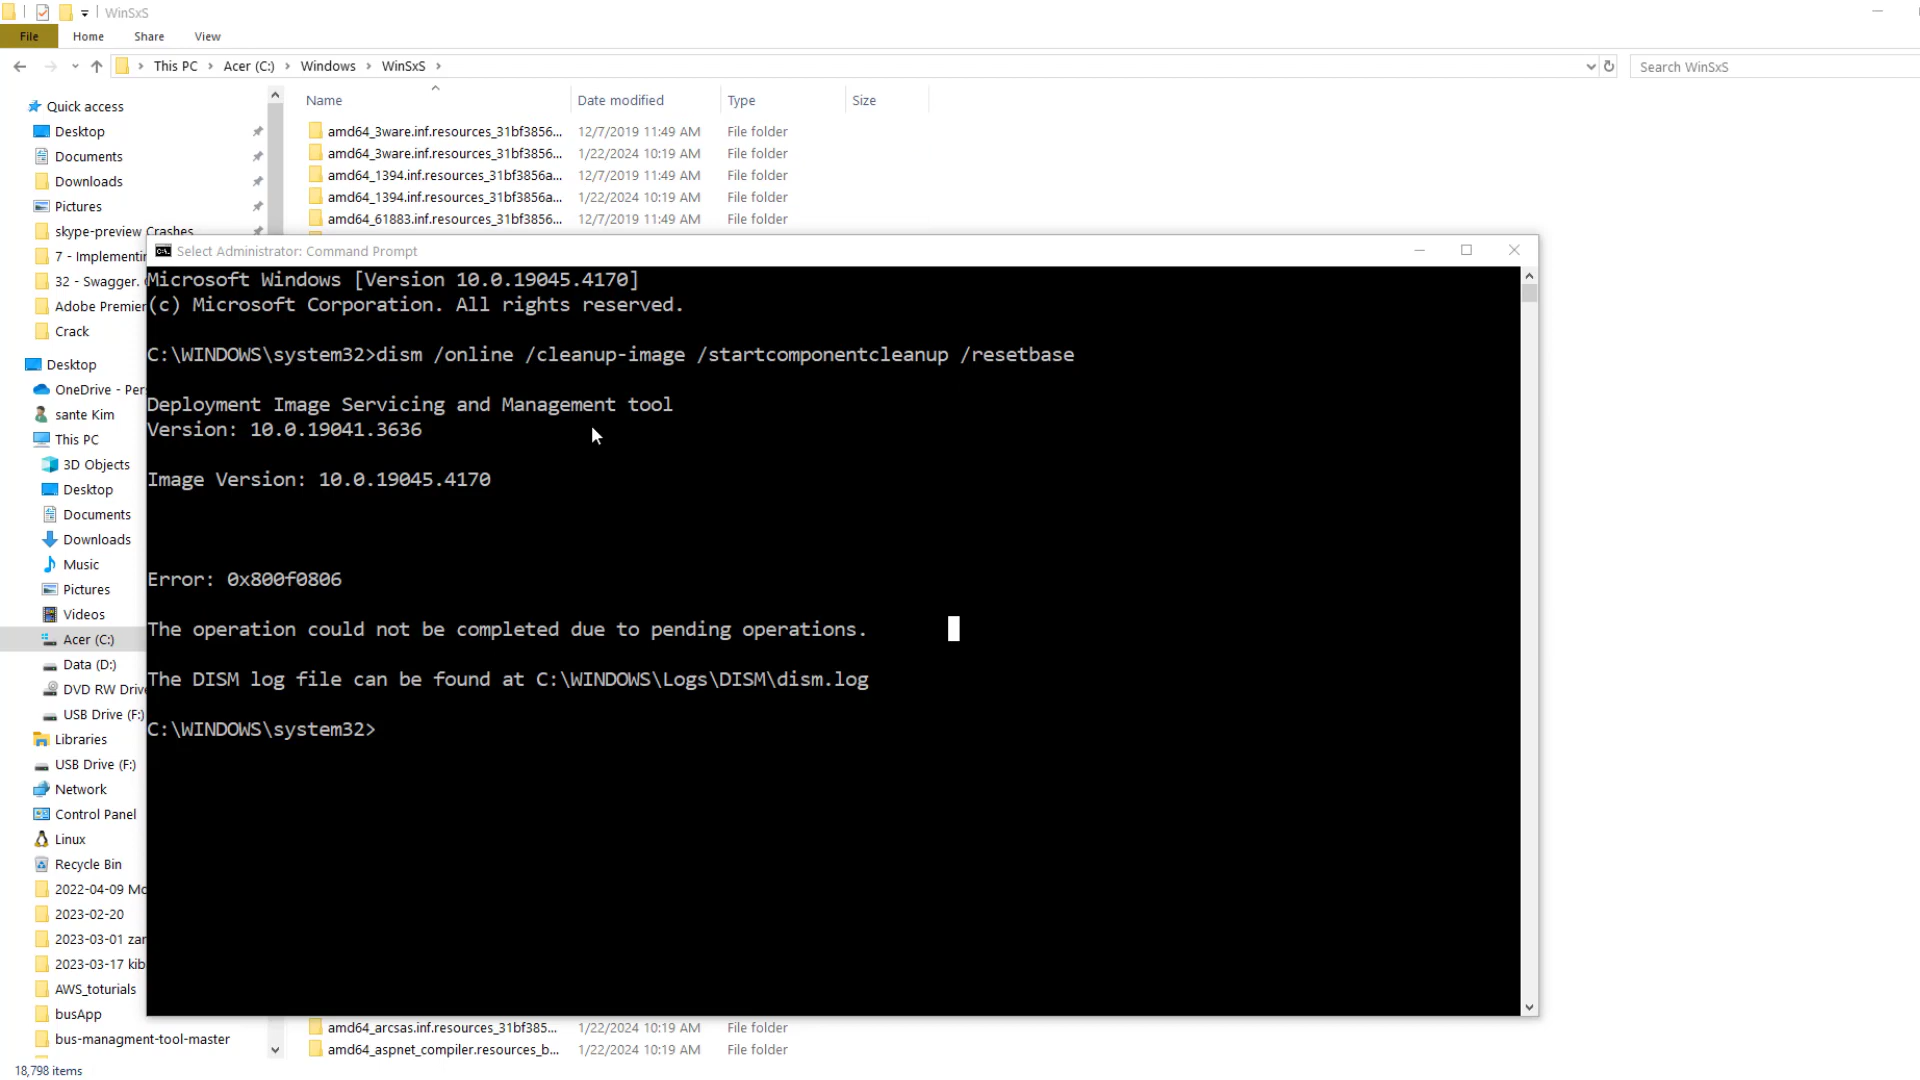 WinSxS
File Home Share View
This PC Acer (C:) Windows WinSxS
Search WinSxS
Name Date modified Type Size
Quick access
Desktop
Documents
Downloads
Pictures
skype-preview Crashes
7 - Implementin
32 - Swagger.
Adobe Premier
Crack
Desktop
OneDrive - Per
sante Kim
This PC
3D Objects
Desktop
Documents
Downloads
Music
Pictures
Videos
Acer (C:)
Data (D:)
DVD RW Drive
USB Drive (F:)
Libraries
USB Drive (F:)
Network
Control Panel
Linux
Recycle Bin
2022-04-09 Mo
2023-02-20
2023-03-01 zar
2023-03-17 kib
AWS_toturials
busApp
bus-managment-tool-master
amd64_3ware.inf.resources_31bf3856... 12/7/2019 11:49 AM File folder
amd64_3ware.inf.resources_31bf3856... 1/22/2024 10:19 AM File folder
amd64_1394.inf.resources_31bf3856a... 12/7/2019 11:49 AM File folder
amd64_1394.inf.resources_31bf3856a... 1/22/2024 10:19 AM File folder
amd64_61883.inf.resources_31bf3856... 12/7/2019 11:49 AM File folder
Select Administrator: Command Prompt
Microsoft Windows [Version 10.0.19045.4170]
(c) Microsoft Corporation. All rights reserved.
C:\WINDOWS\system32>dism /online /cleanup-image /startcomponentcleanup /resetbase
Deployment Image Servicing and Management tool
Version: 10.0.19041.3636
Image Version: 10.0.19045.4170
Error: 0x800f0806
The operation could not be completed due to pending operations.
The DISM log file can be found at C:\WINDOWS\Logs\DISM\dism.log
C:\WINDOWS\system32>
amd64_arcsas.inf.resources_31bf385... 1/22/2024 10:19 AM File folder
amd64_aspnet_compiler.resources_b... 1/22/2024 10:19 AM File folder
18,798 items